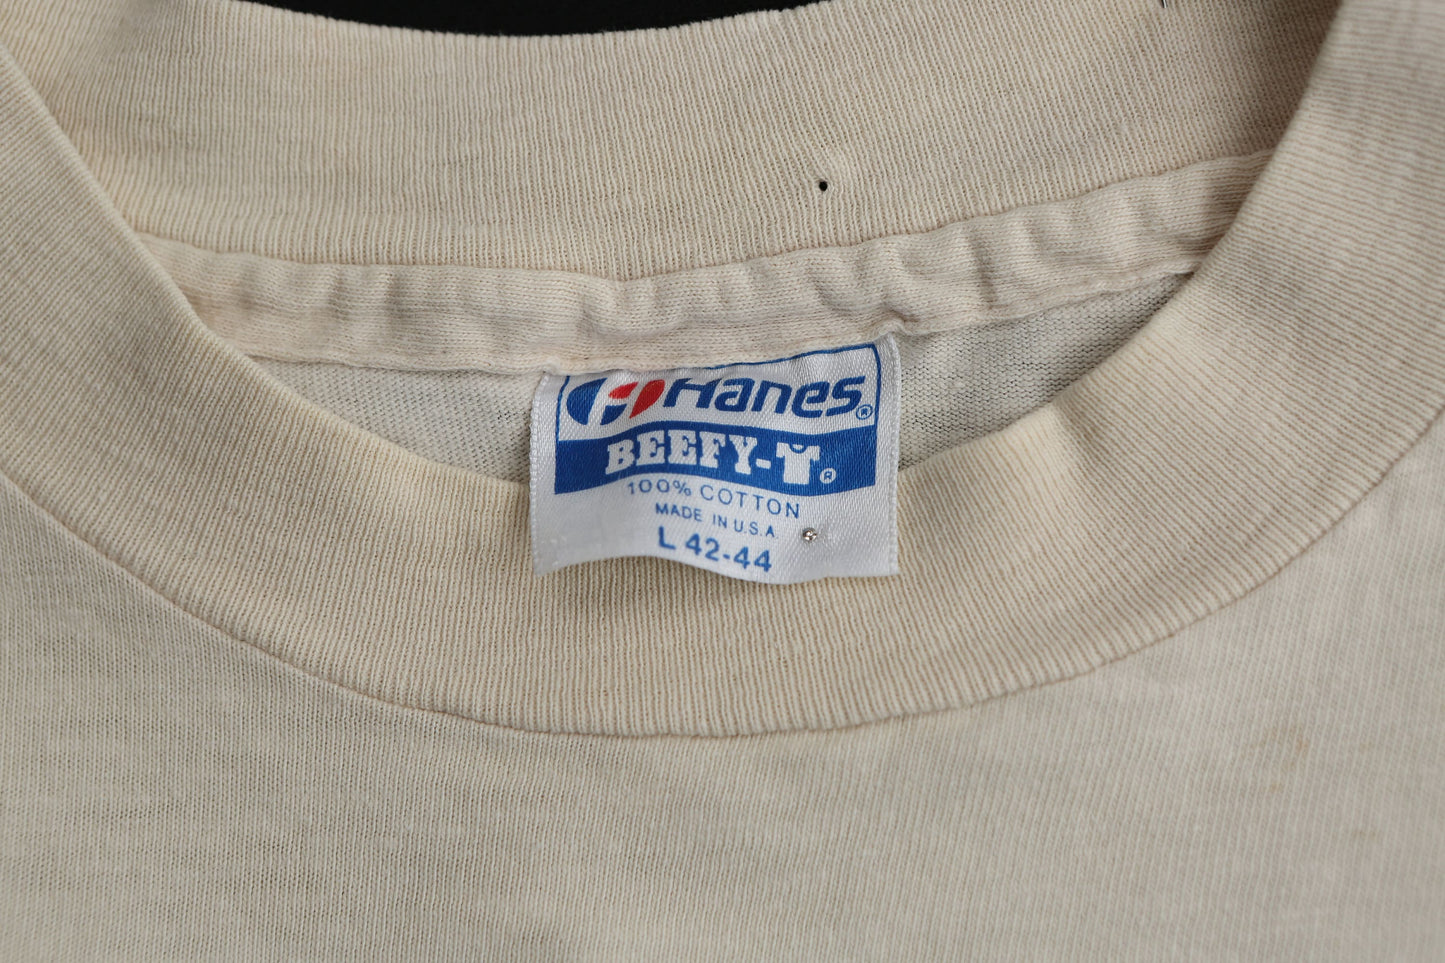 Hanes®
BEEFY-T®
100% COTTON
MADE IN U.S.A
L 42-44